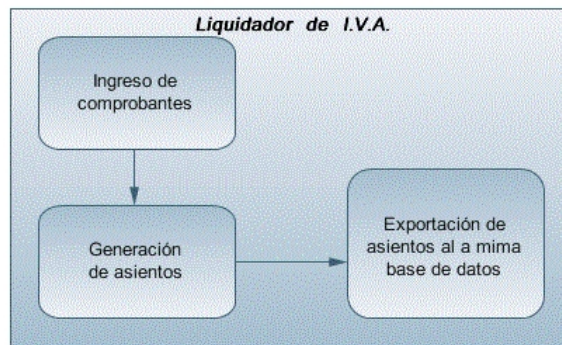 Liquidador de I.V.A.
Ingreso de
comprobantes
Generación
de asientos
Exportación de
asientos al a mima
base de datos